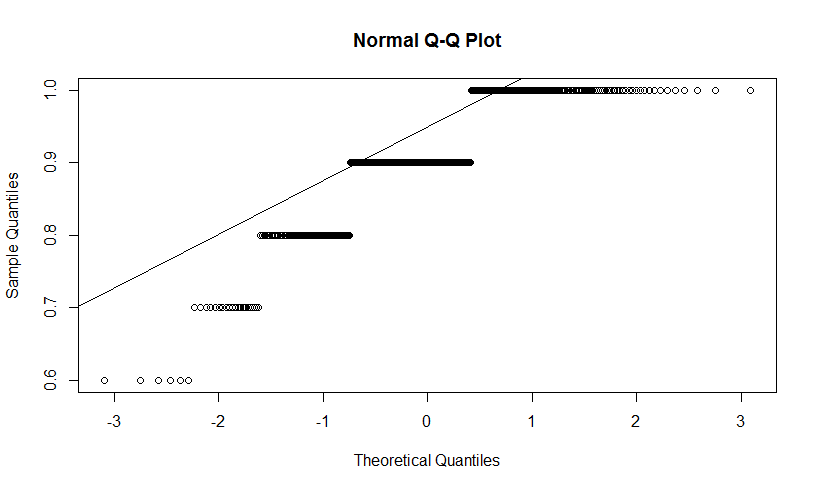 Normal Q-Q Plot
1.0
0.9
0.8
0.7
0.6
Sample Quantiles
-3 -2 -1 0 1 2 3
Theoretical Quantiles